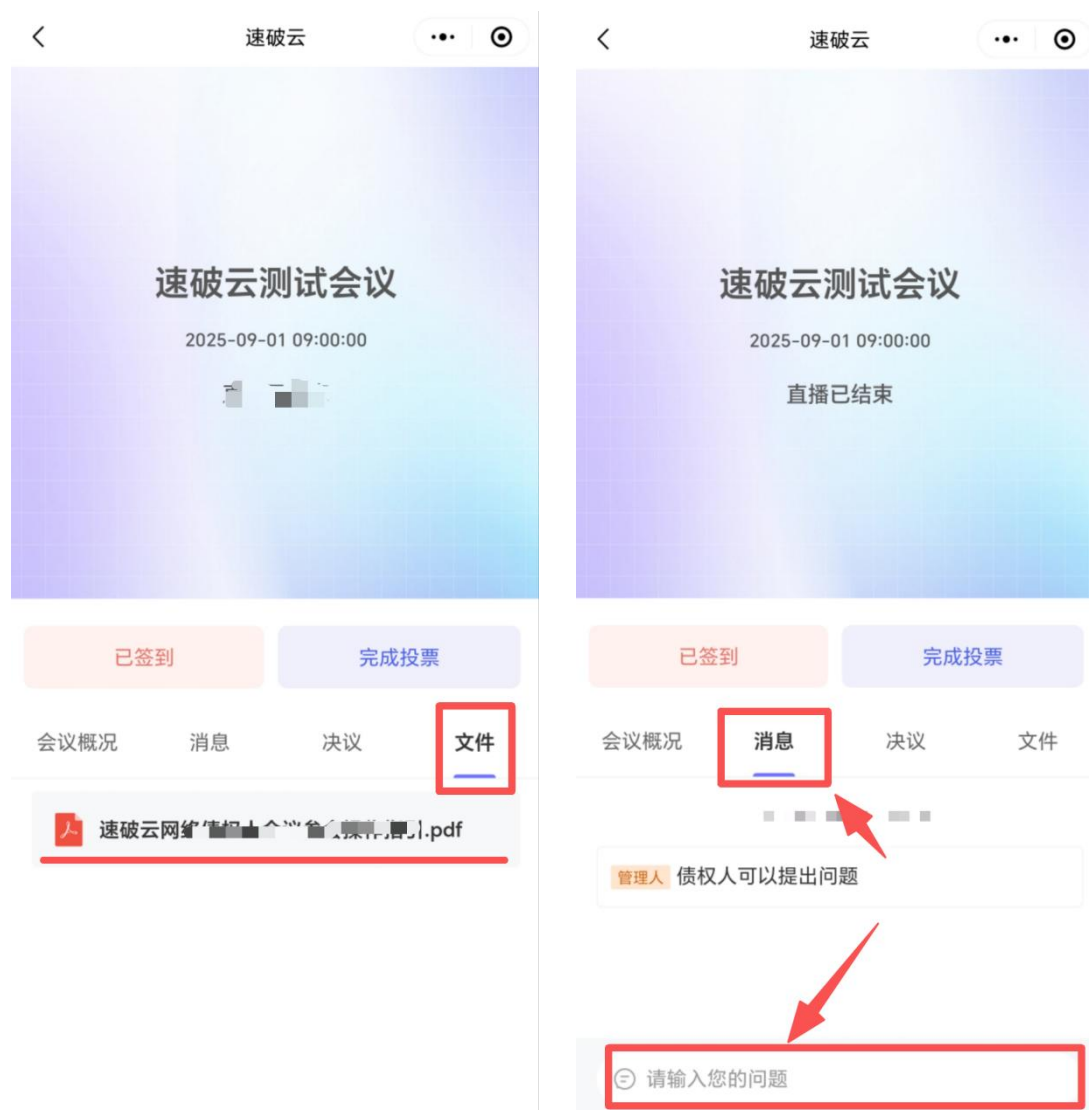 速破云
速破云测试会议
2025-09-01 09:00:00
已签到
完成投票
会议概况
消息
决议
文件
速破云网 .pdf
速破云
速破云测试会议
2025-09-01 09:00:00
直播已结束
已签到
完成投票
会议概况
消息
决议
文件
管理人 债权人可以提出问题
请输入您的问题